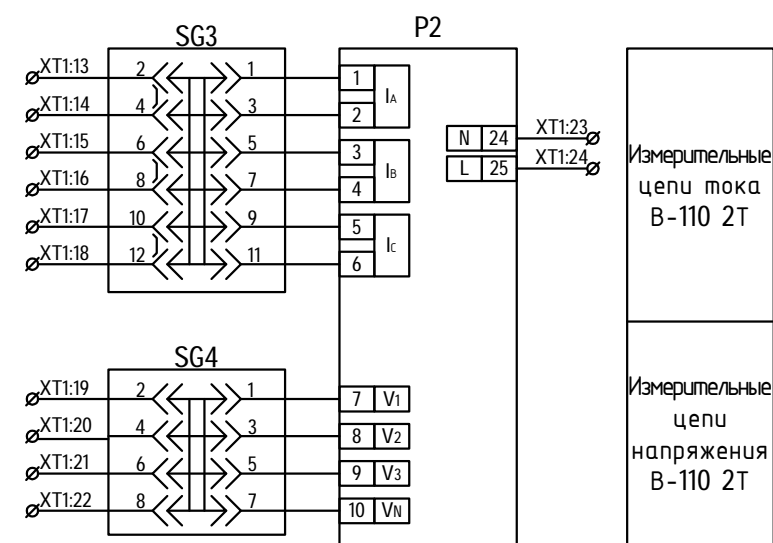 SG3
P2
XT1:13 2 1 1 IA
XT1:14 4 3 2
XT1:15 6 5 3 IB
XT1:16 8 7 4
XT1:17 10 9 5 IC
XT1:18 12 11 6
N 24 XT1:23
L 25 XT1:24
Измерительные
цепи тока
В-110 2Т
SG4
XT1:19 2 1 7 V1
XT1:20 4 3 8 V2
XT1:21 6 5 9 V3
XT1:22 8 7 10 VN
Измерительные
цепи
напряжения
В-110 2Т